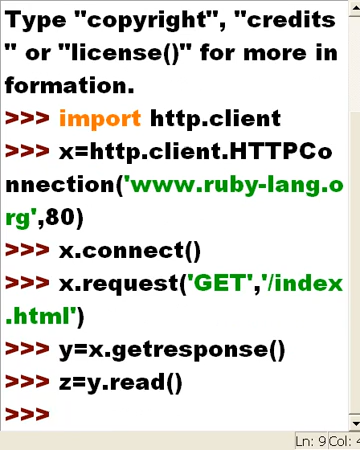 Type "copyright", "credits
" or "license()" for more in
formation.
>>> import http.client
>>> x=http.client.HTTPCo
nnection('www.ruby-lang.o
rg',80)
>>> x.connect()
>>> x.request('GET','/index
.html')
>>> y=x.getresponse()
>>> z=y.read()
>>>
Ln: 9 Col: 4